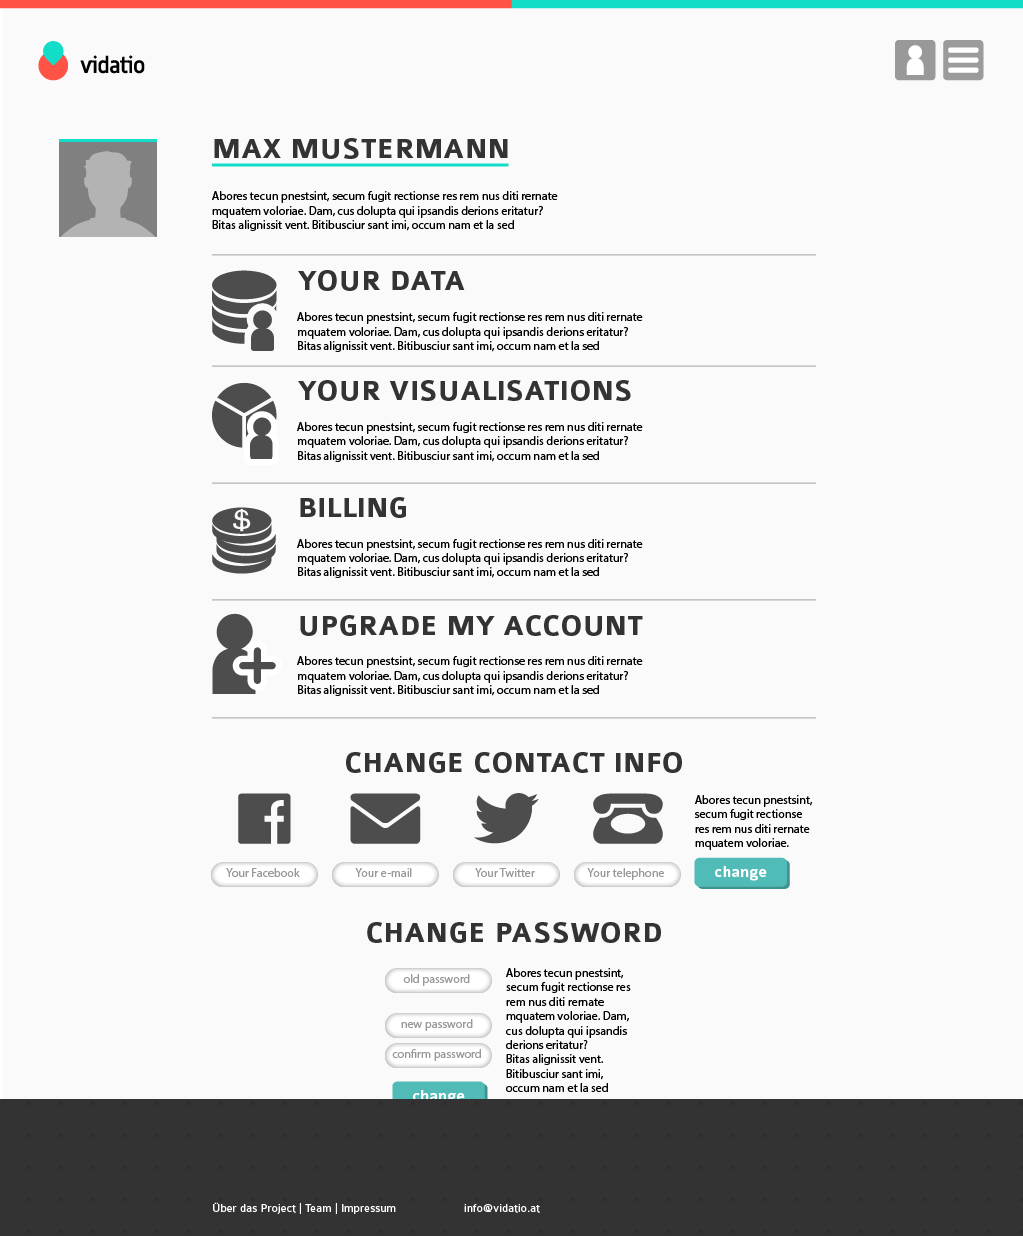 vidatio
MAX MUSTERMANN
Abores tecun pnestsint, secum fugit rectionse res rem nus diti rernate
mquatem voloriae. Dam, cus dolupta qui ipsandis derions eritatur?
Bitas alignissit vent. Bitibusciur sant imi, occum nam et la sed
YOUR DATA
Abores tecun pnestsint, secum fugit rectionse res rem nus diti rernate
mquatem voloriae. Dam, cus dolupta qui ipsandis derions eritatur?
Bitas alignissit vent. Bitibusciur sant imi, occum nam et la sed
YOUR VISUALISATIONS
Abores tecun pnestsint, secum fugit rectionse res rem nus diti rernate
mquatem voloriae. Dam, cus dolupta qui ipsandis derions eritatur?
Bitas alignissit vent. Bitibusciur sant imi, occum nam et la sed
BILLING
$
Abores tecun pnestsint, secum fugit rectionse res rem nus diti rernate
mquatem voloriae. Dam, cus dolupta qui ipsandis derions eritatur?
Bitas alignissit vent. Bitibusciur sant imi, occum nam et la sed
UPGRADE MY ACCOUNT
Abores tecun pnestsint, secum fugit rectionse res rem nus diti rernate
mquatem voloriae. Dam, cus dolupta qui ipsandis derions eritatur?
Bitas alignissit vent. Bitibusciur sant imi, occum nam et la sed
CHANGE CONTACT INFO
Abores tecun pnestsint,
secum fugit rectionse
res rem nus diti rernate
mquatem voloriae.
Your Facebook Your e-mail Your Twitter Your telephone change
CHANGE PASSWORD
old password
new password
confirm password
change
Abores tecun pnestsint,
secum fugit rectionse res
rem nus diti rernate
mquatem voloriae. Dam,
cus dolupta qui ipsandis
derions eritatur?
Bitas alignissit vent.
Bitibusciur sant imi,
occum nam et la sed
Über das Project | Team | Impressum info@vidatio.at